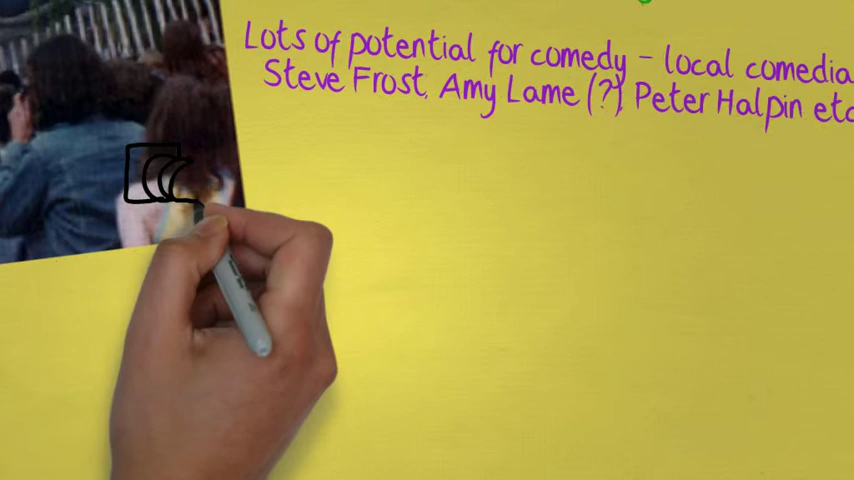 Lots of potential for comedy – local comedia
Steve Frost, Amy Lame (?), Peter Halpin etc